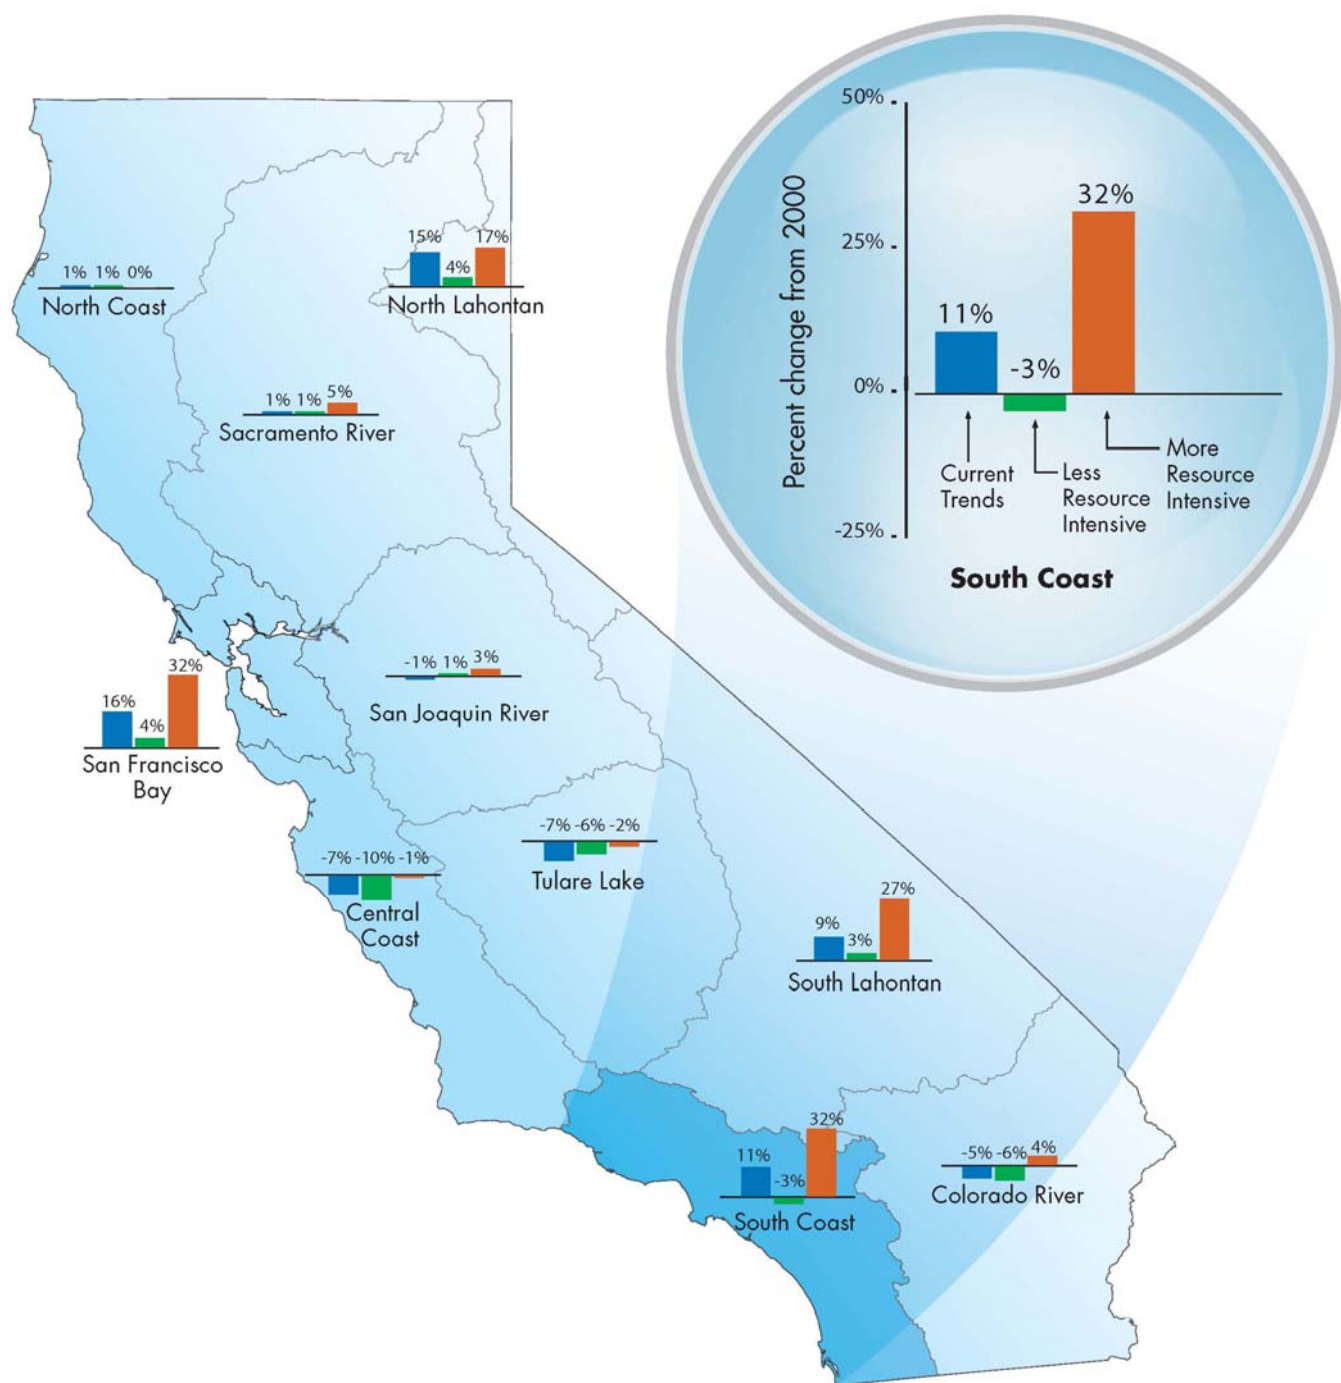 50%
25%
0%
-25%
Percent change from 2000
11%
-3%
32%
Current
Trends
Less
Resource
Intensive
More
Resource
Intensive
South Coast
1% 1% 0%
North Coast
15%
4%
17%
North Lahontan
1% 1% 5%
Sacramento River
-1% 1% 3%
San Joaquin River
16%
4%
32%
San Francisco
Bay
-7% -6% -2%
Tulare Lake
-7% -10% -1%
Central
Coast
9%
3%
27%
South Lahontan
11%
-3%
32%
South Coast
-5% -6% 4%
Colorado River